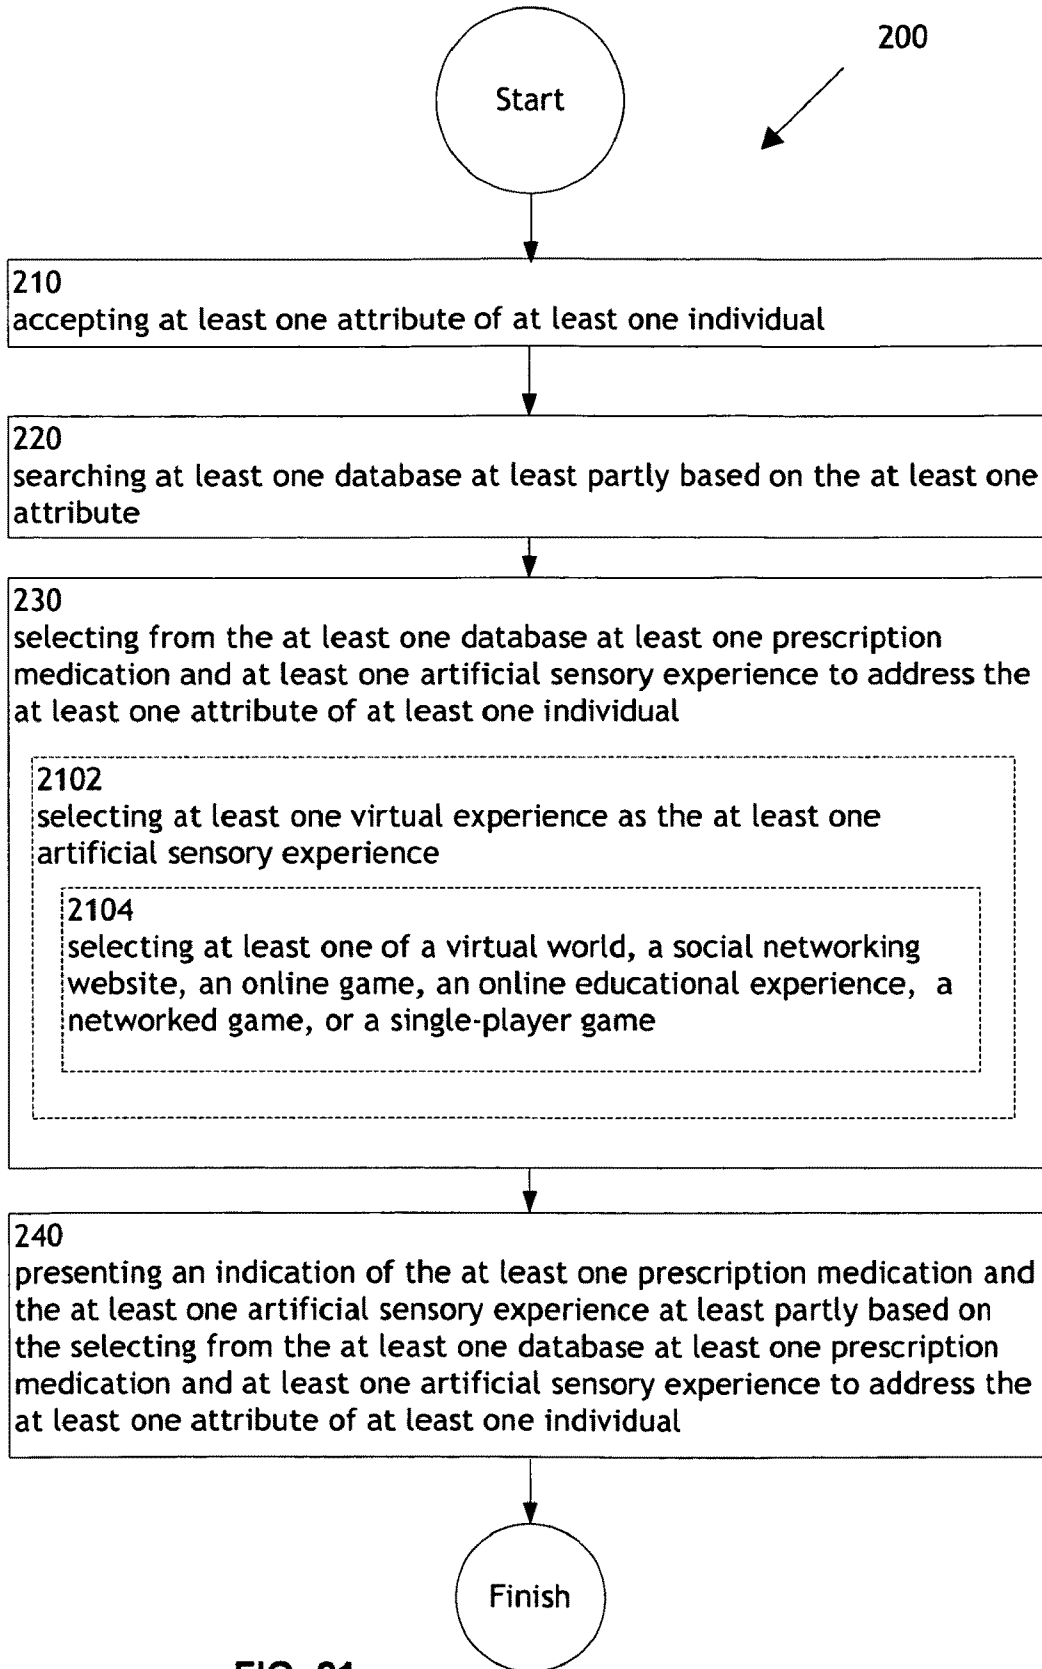 200
Start
210
accepting at least one attribute of at least one individual
220
searching at least one database at least partly based on the at least one
attribute
230
selecting from the at least one database at least one prescription
medication and at least one artificial sensory experience to address the
at least one attribute of at least one individual
2102
selecting at least one virtual experience as the at least one
artificial sensory experience
2104
selecting at least one of a virtual world, a social networking
website, an online game, an online educational experience, a
networked game, or a single-player game
240
presenting an indication of the at least one prescription medication and
the at least one artificial sensory experience at least partly based on
the selecting from the at least one database at least one prescription
medication and at least one artificial sensory experience to address the
at least one attribute of at least one individual
Finish
FIG. 21